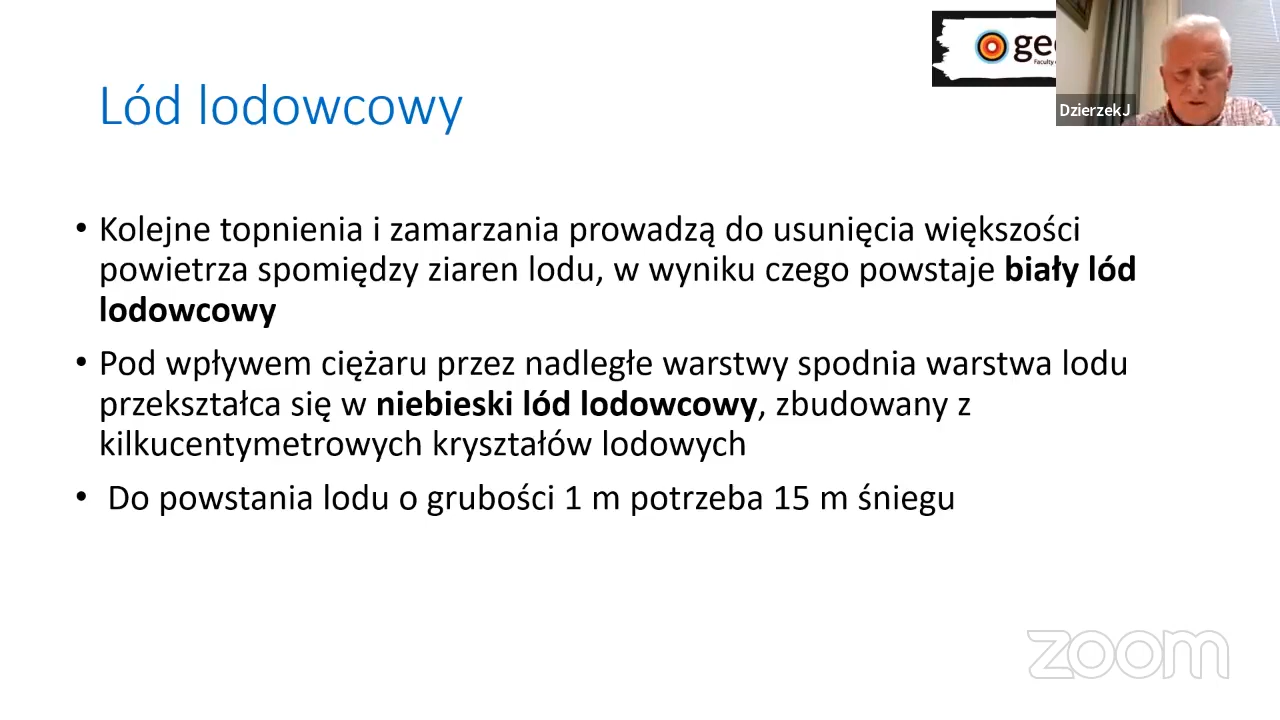 Lód lodowcowy
geo
Faculty
DzierzekJ
• Kolejne topnienia i zamarzania prowadzą do usunięcia większości
powietrza spomiędzy ziaren lodu, w wyniku czego powstaje biały lód
lodowcowy
• Pod wpływem ciężaru przez nadległe warstwy spodnia warstwa lodu
przekształca się w niebieski lód lodowcowy, zbudowany z
kilkucentymetrowych kryształów lodowych
• Do powstania lodu o grubości 1 m potrzeba 15 m śniegu
zoom